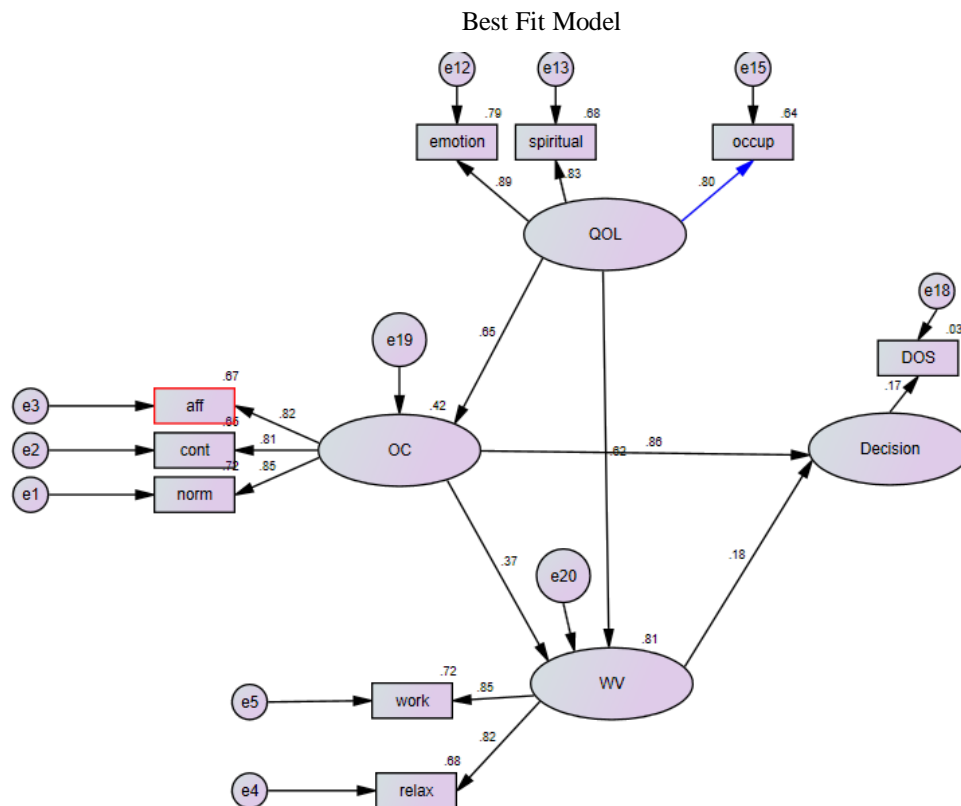 Best Fit Model
e12
e13
e15
.79
.68
.64
emotion
spiritual
occup
.89
.83
.80
QOL
e18
.03
DOS
.17
.65
e19
.67
e3
aff
.82
.42
.65
e2
cont
.81
OC
.86
.62
Decision
.72
.85
e1
norm
.37
.18
e20
.81
WV
.72
e5
work
.85
.82
.68
e4
relax